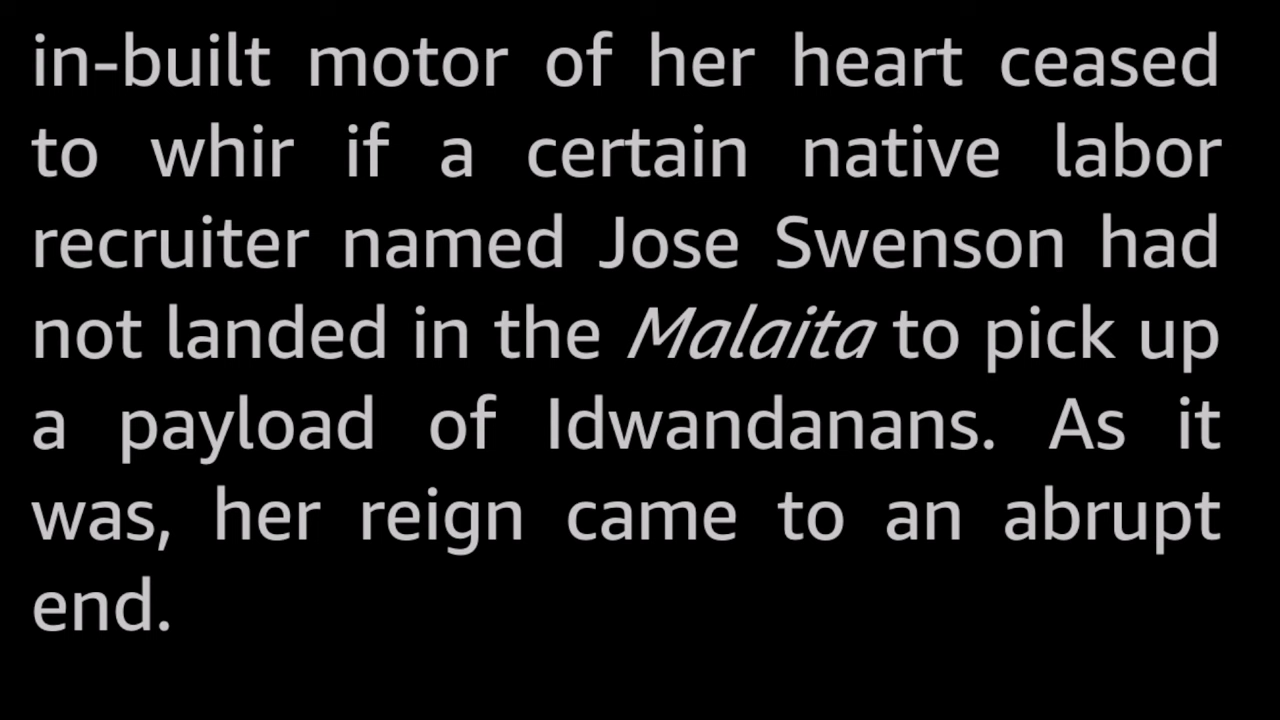 in-built motor of her heart ceased
to whir if a certain native labor
recruiter named Jose Swenson had
not landed in the Malaita to pick up
a payload of Idwandanans. As it
was, her reign came to an abrupt
end.